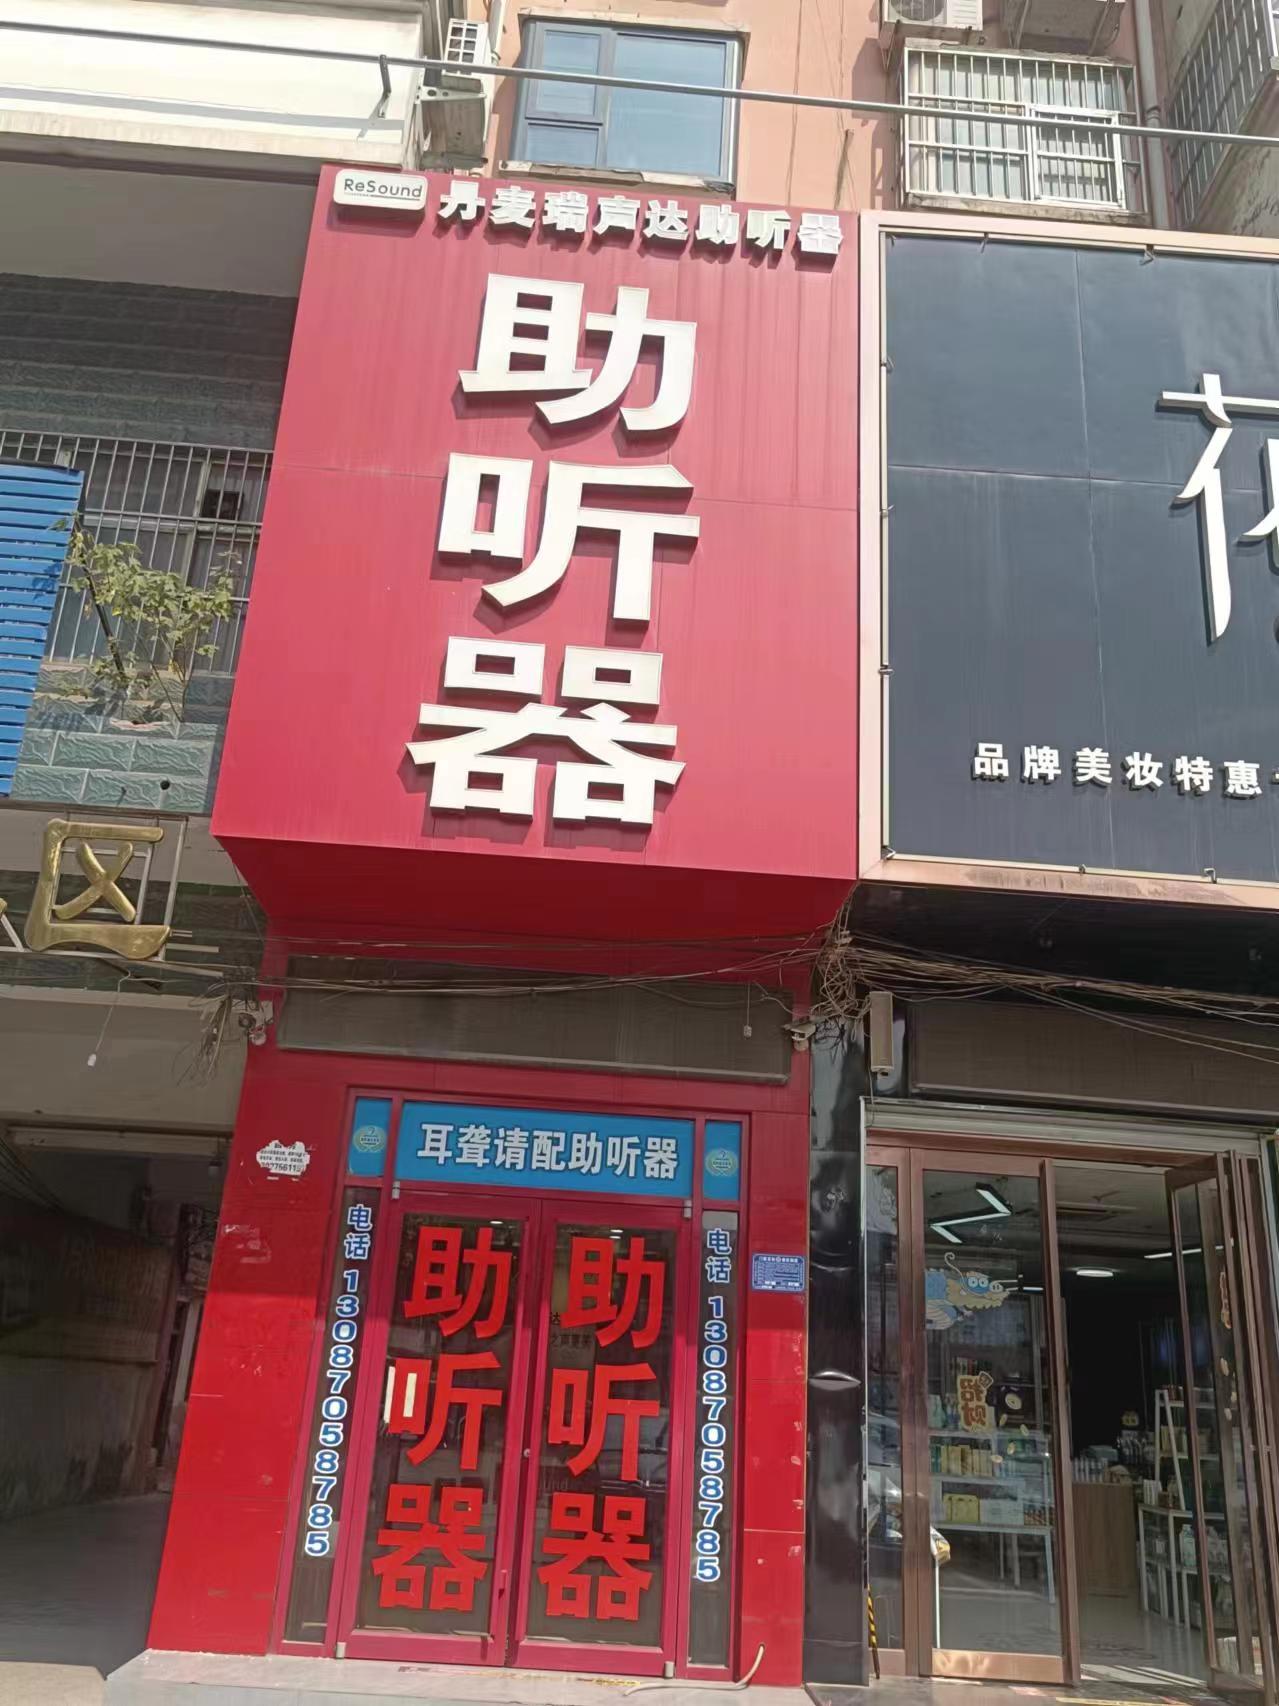 ReSound 丹麦瑞声达助听器
助听器
品牌美妆特惠
区
耳聋请配助听器
电话 13087058785
助听器
助听器
电话 13087058785
招财